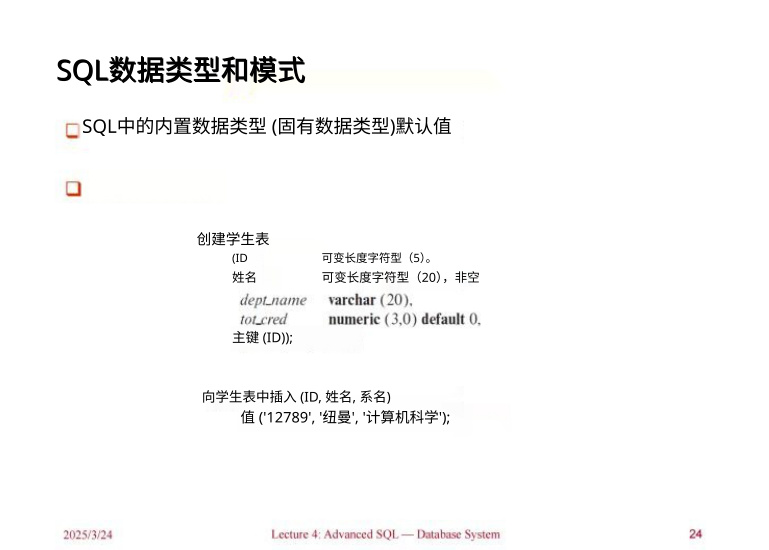 SQL数据类型和模式
SQL中的内置数据类型 (固有数据类型)默认值
创建学生表
(ID 可变长度字符型（5）。
姓名 可变长度字符型（20），非空
dept_name varchar (20),
tot_cred numeric (3,0) default 0,
主键 (ID));
向学生表中插入 (ID, 姓名, 系名)
值 ('12789', '纽曼', '计算机科学');
2025/3/24 Lecture 4: Advanced SQL — Database System 24